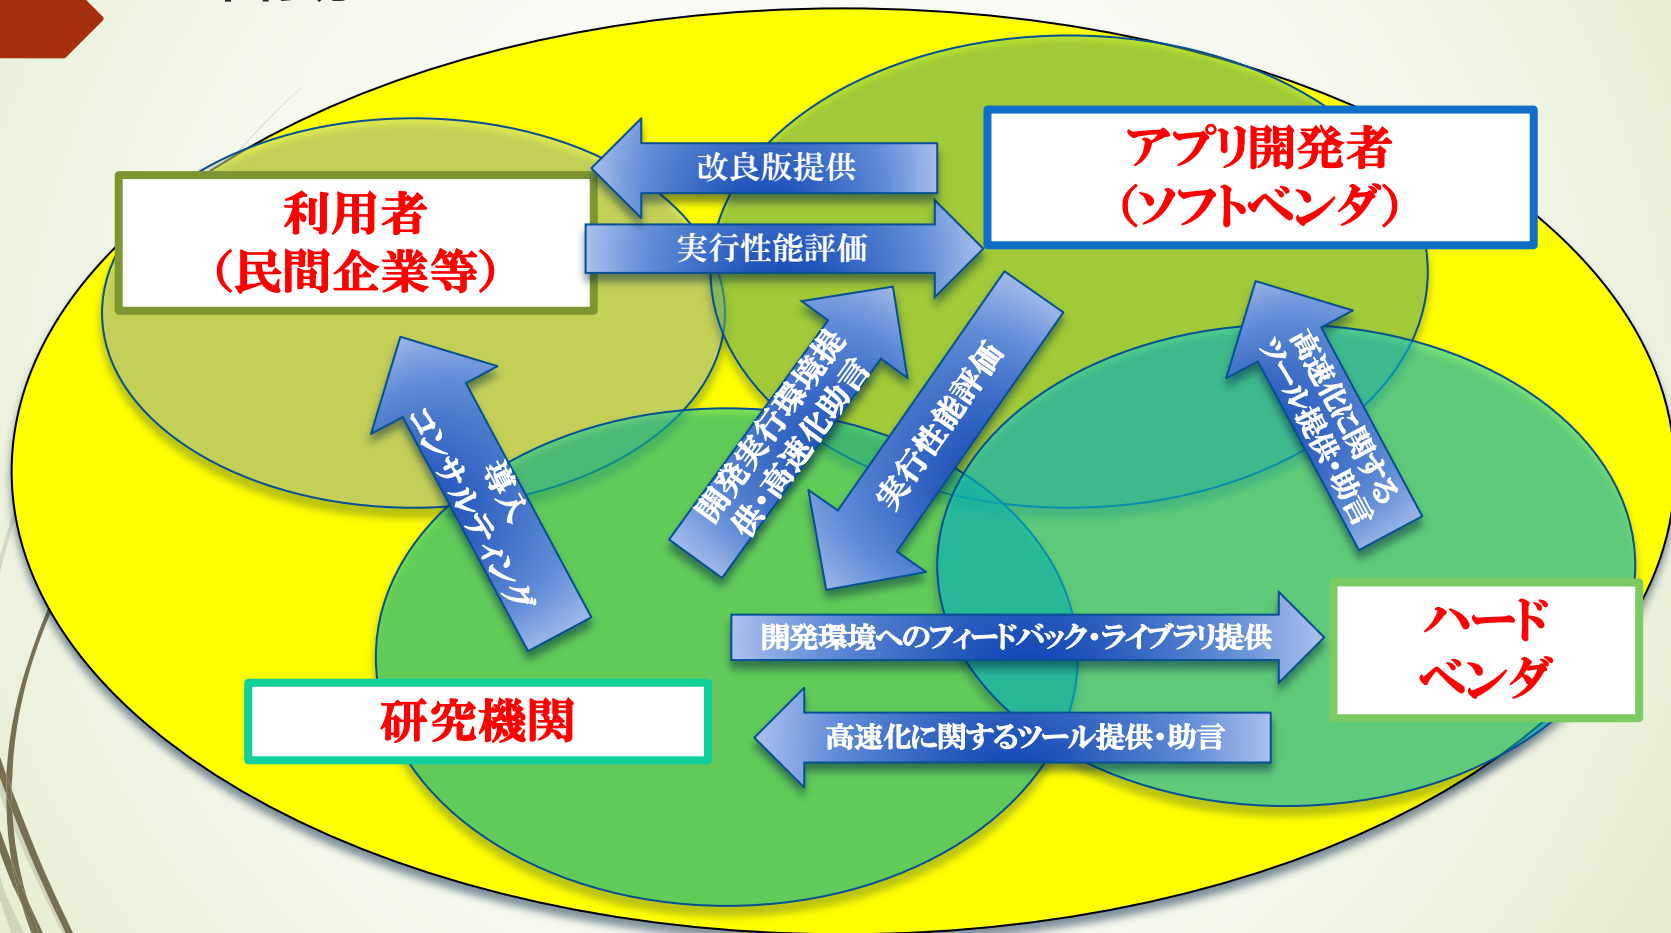 アプリ開発者
(ソフトベンダ)
改良版提供
利用者
(民間企業等)
実行性能評価
開発実行環境提
供・高速化助言
実行性能評価
高速化に関する
ツール提供・助言
導入
コンサルティング
開発環境へのフィードバック・ライブラリ提供
ハード
ベンダ
研究機関
高速化に関するツール提供・助言